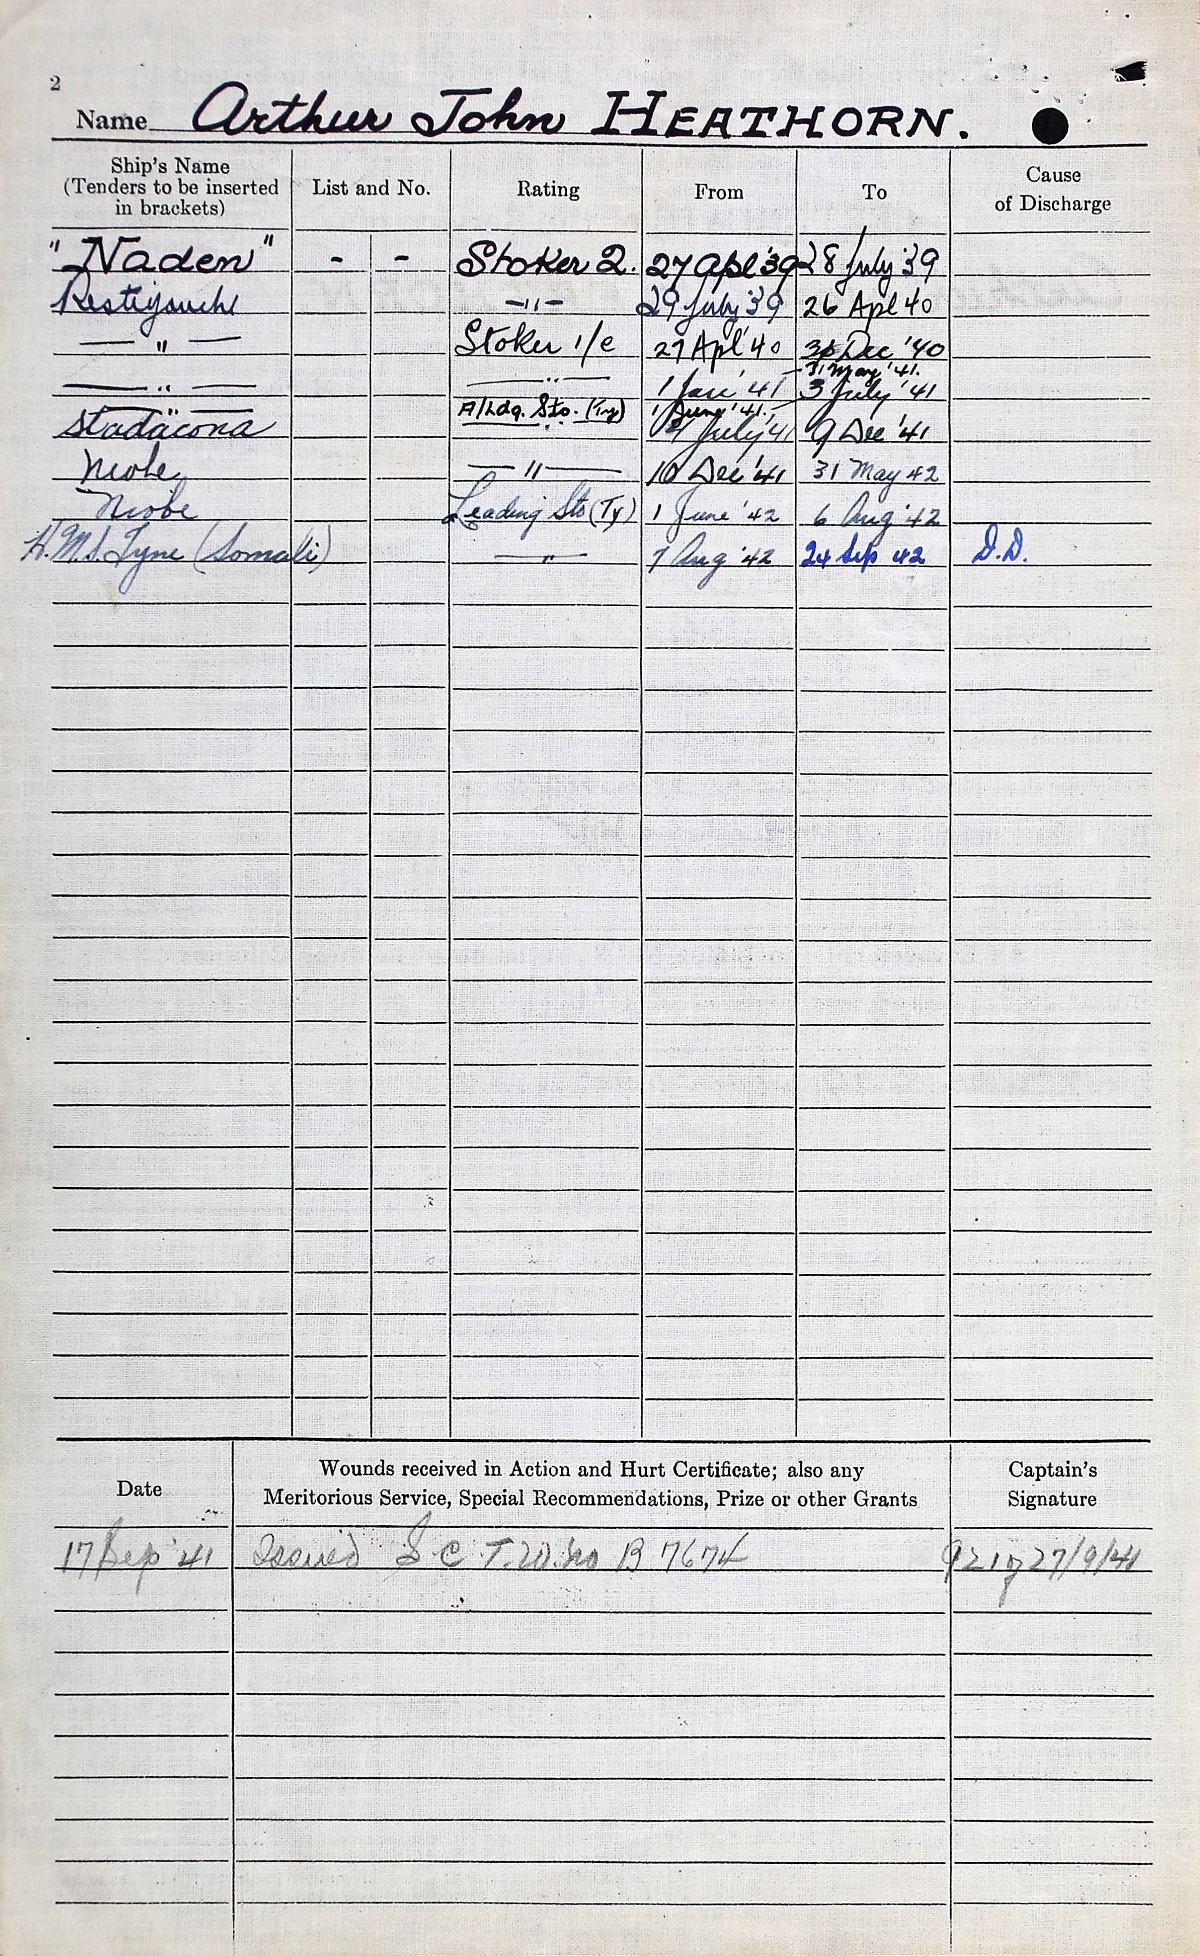 2
Name Arthur John HEATHORN.
Ship's Name
(Tenders to be inserted
in brackets)
List and No.
Rating
From
To
Cause
of Discharge
"Naden" - - Stoker 2. 27 Apl '39 28 July '39
Restigouche —"— 29 July '39 26 Apl 40
— " — Stoker 1/c 27 Apl '40 31 Dec '40
31 May '41.
— " — — " — 1 Jan '41 3 July '41
— " — A/Ldg. Sto. (Ty) 1 June '41.
Stadacona " 4 July '41 9 Dec '41
Niobe — " — 10 Dec '41 31 May 42
Niobe Leading Sto (Ty) 1 June '42 6 Aug '42
H.M.S. Tyne (Somali) — " — 7 Aug '42 24 Sep 42 D.D.
Date
Wounds received in Action and Hurt Certificate; also any
Meritorious Service, Special Recommendations, Prize or other Grants
Captain's
Signature
17 Sep '41 Issued S C T.W. No B 7674 27/9/41